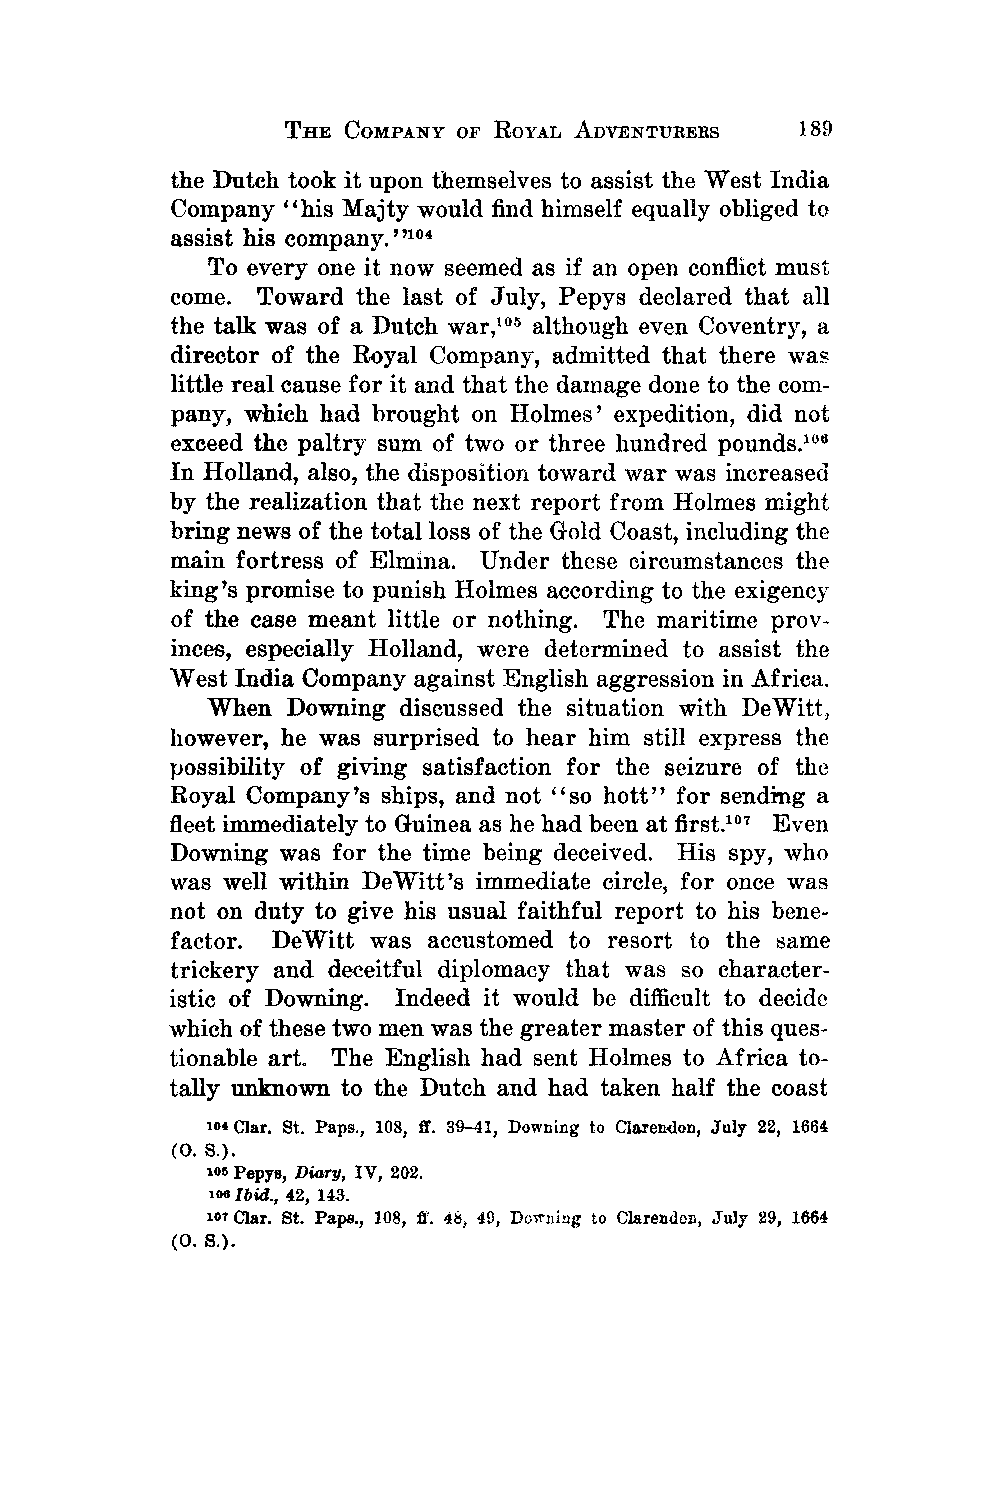 THE COMPANY OF ROYAL ADVENTURERS 189
the Dutch took it upon themselves to assist the West India
Company “his Majty would find himself equally obliged to
assist his company.”¹⁰⁴
To every one it now seemed as if an open conflict must
come. Toward the last of July, Pepys declared that all
the talk was of a Dutch war,¹⁰⁵ although even Coventry, a
director of the Royal Company, admitted that there was
little real cause for it and that the damage done to the com-
pany, which had brought on Holmes’ expedition, did not
exceed the paltry sum of two or three hundred pounds.¹⁰⁶
In Holland, also, the disposition toward war was increased
by the realization that the next report from Holmes might
bring news of the total loss of the Gold Coast, including the
main fortress of Elmina. Under these circumstances the
king’s promise to punish Holmes according to the exigency
of the case meant little or nothing. The maritime prov-
inces, especially Holland, were determined to assist the
West India Company against English aggression in Africa.
When Downing discussed the situation with DeWitt,
however, he was surprised to hear him still express the
possibility of giving satisfaction for the seizure of the
Royal Company’s ships, and not “so hott” for sending a
fleet immediately to Guinea as he had been at first.¹⁰⁷ Even
Downing was for the time being deceived. His spy, who
was well within DeWitt’s immediate circle, for once was
not on duty to give his usual faithful report to his bene-
factor. DeWitt was accustomed to resort to the same
trickery and deceitful diplomacy that was so character-
istic of Downing. Indeed it would be difficult to decide
which of these two men was the greater master of this ques-
tionable art. The English had sent Holmes to Africa to-
tally unknown to the Dutch and had taken half the coast
¹⁰⁴ Clar. St. Paps., 108, ff. 39–41, Downing to Clarendon, July 22, 1664
(O. S.).
¹⁰⁵ Pepys, Diary, IV, 202.
¹⁰⁶ Ibid., 42, 143.
¹⁰⁷ Clar. St. Paps., 108, ff. 48, 49, Downing to Clarendon, July 29, 1664
(O. S.).